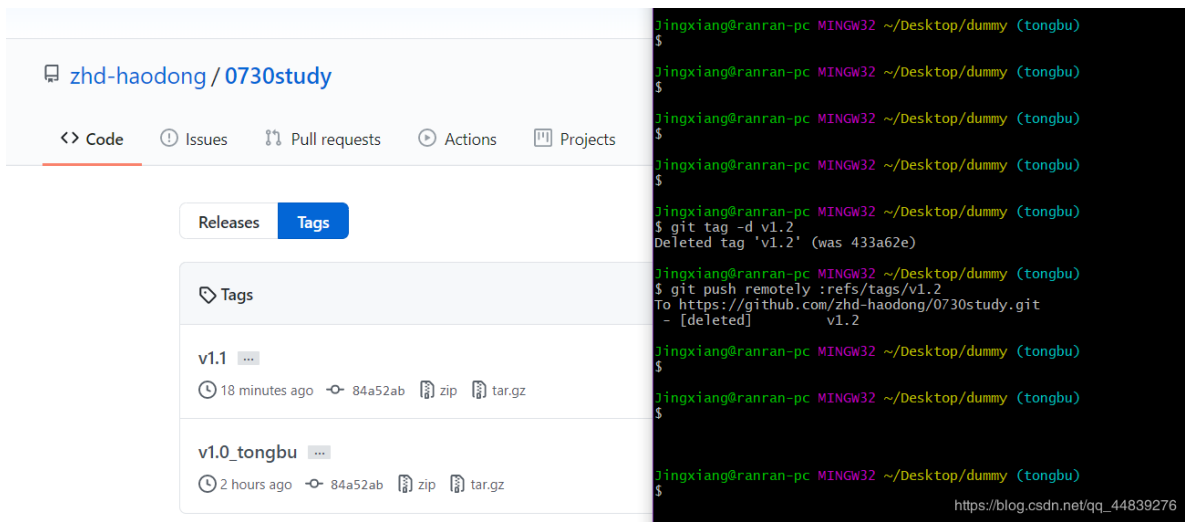 zhd-haodong / 0730study
<> Code Issues Pull requests Actions Projects
Releases Tags
Tags
v1.1 ...
18 minutes ago 84a52ab zip tar.gz
v1.0_tongbu ...
2 hours ago 84a52ab zip tar.gz
Jingxiang@ranran-pc MINGW32 ~/Desktop/dummy (tongbu)
$
Jingxiang@ranran-pc MINGW32 ~/Desktop/dummy (tongbu)
$
Jingxiang@ranran-pc MINGW32 ~/Desktop/dummy (tongbu)
$
Jingxiang@ranran-pc MINGW32 ~/Desktop/dummy (tongbu)
$
Jingxiang@ranran-pc MINGW32 ~/Desktop/dummy (tongbu)
$ git tag -d v1.2
Deleted tag 'v1.2' (was 433a62e)
Jingxiang@ranran-pc MINGW32 ~/Desktop/dummy (tongbu)
$ git push remotely :refs/tags/v1.2
To https://github.com/zhd-haodong/0730study.git
- [deleted] v1.2
Jingxiang@ranran-pc MINGW32 ~/Desktop/dummy (tongbu)
$
Jingxiang@ranran-pc MINGW32 ~/Desktop/dummy (tongbu)
$
Jingxiang@ranran-pc MINGW32 ~/Desktop/dummy (tongbu)
$
https://blog.csdn.net/qq_44839276